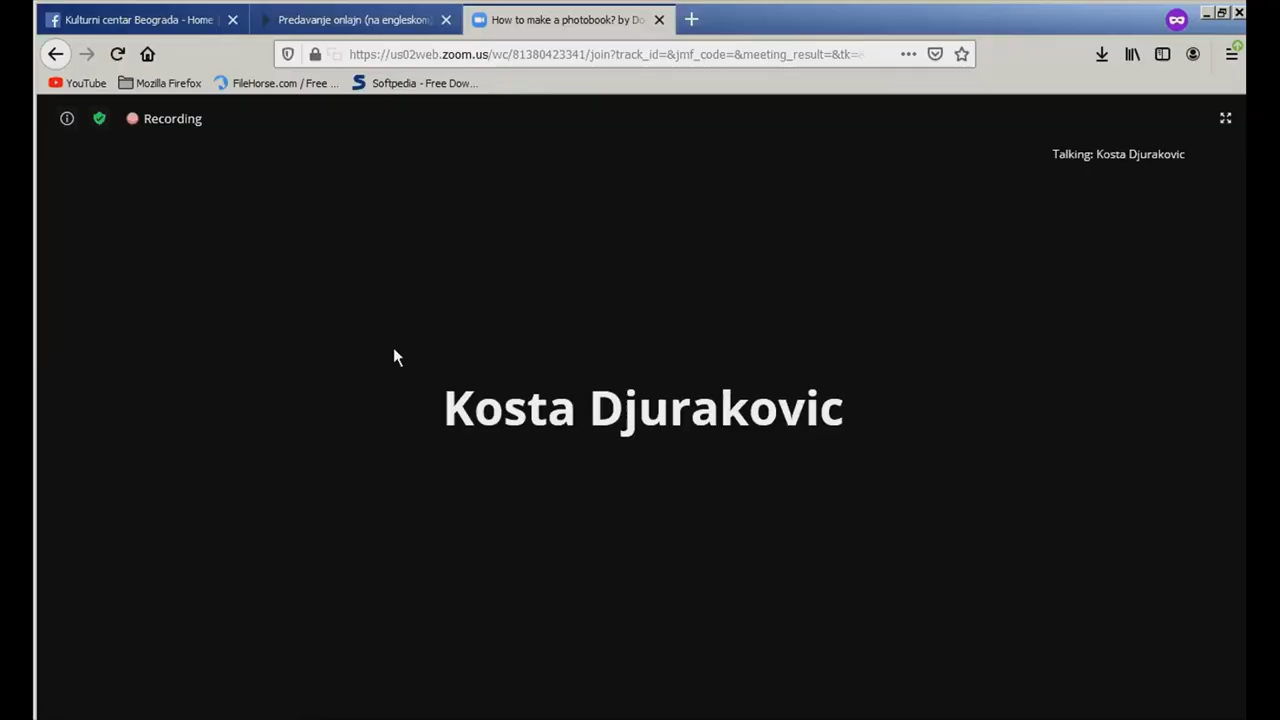 Kulturni centar Beograda - Home
Predavanje onlajn (na engleskom)
How to make a photobook? by Do
https://us02web.zoom.us/wc/81380423341/join?track_id=&jmf_code=&meeting_result=&tk=
YouTube
Mozilla Firefox
FileHorse.com / Free ...
Softpedia - Free Dow...
Recording
Talking: Kosta Djurakovic
Kosta Djurakovic